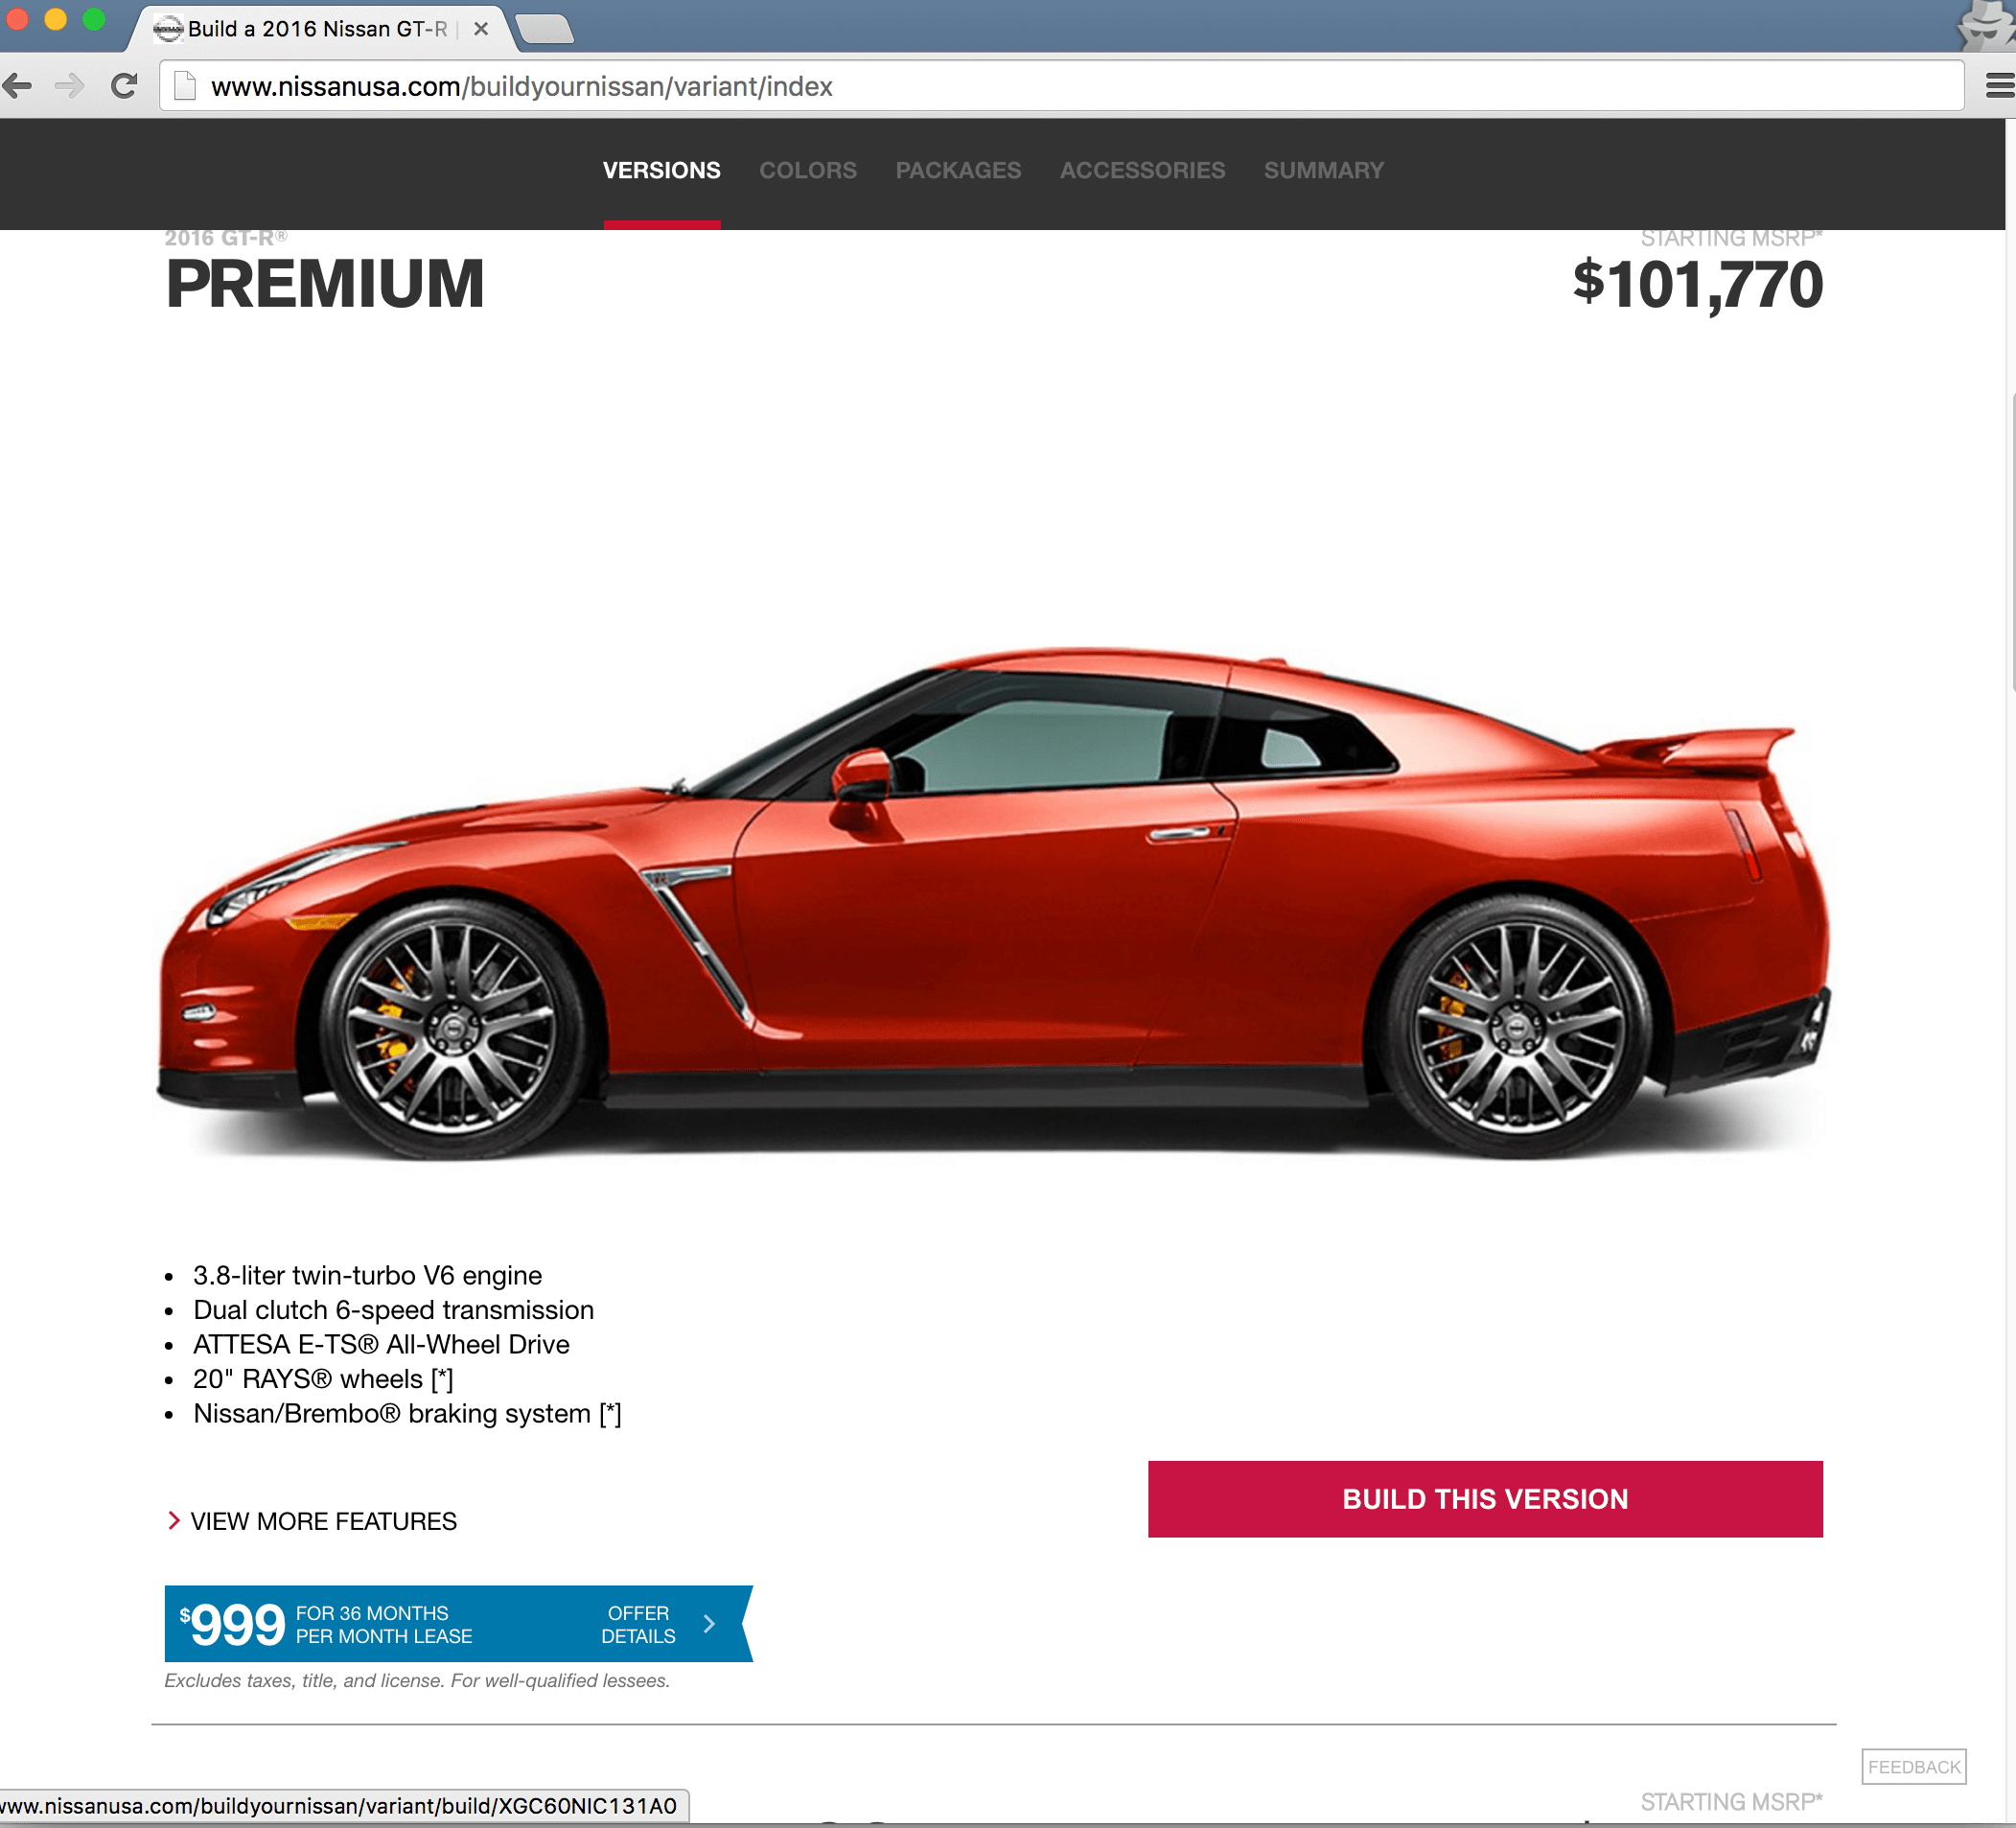 Build a 2016 Nissan GT-R |
www.nissanusa.com/buildyournissan/variant/index
VERSIONS COLORS PACKAGES ACCESSORIES SUMMARY
2016 GT-R® STARTING MSRP*
PREMIUM $101,770
• 3.8-liter twin-turbo V6 engine
• Dual clutch 6-speed transmission
• ATTESA E-TS® All-Wheel Drive
• 20" RAYS® wheels [*]
• Nissan/Brembo® braking system [*]
BUILD THIS VERSION
VIEW MORE FEATURES
$999 FOR 36 MONTHS
PER MONTH LEASE
OFFER
DETAILS
Excludes taxes, title, and license. For well-qualified lessees.
FEEDBACK
STARTING MSRP*
www.nissanusa.com/buildyournissan/variant/build/XGC60NIC131A0